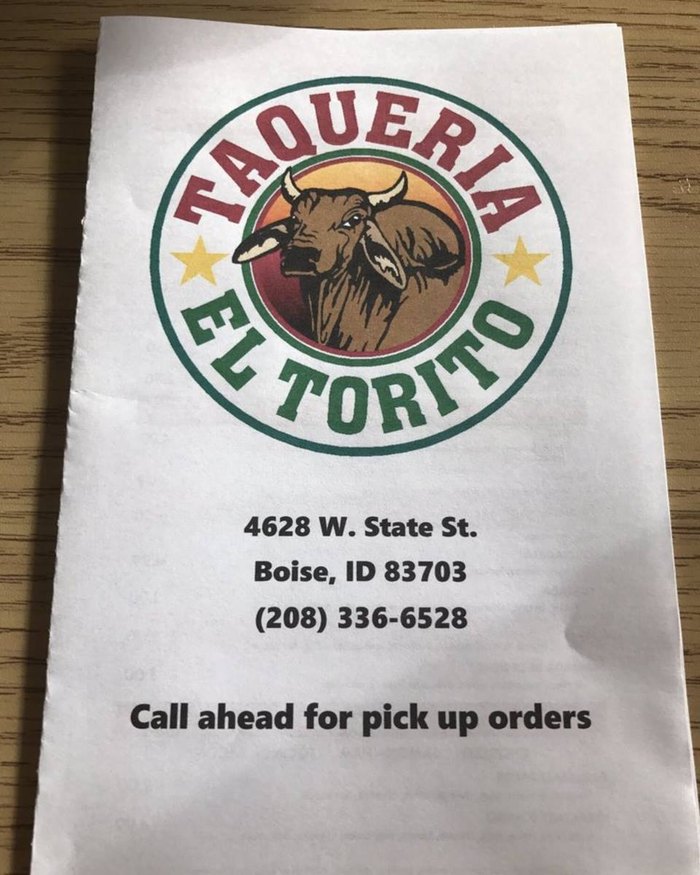 TAQUERIA
EL TORITO
4628 W. State St.
Boise, ID 83703
(208) 336-6528
Call ahead for pick up orders